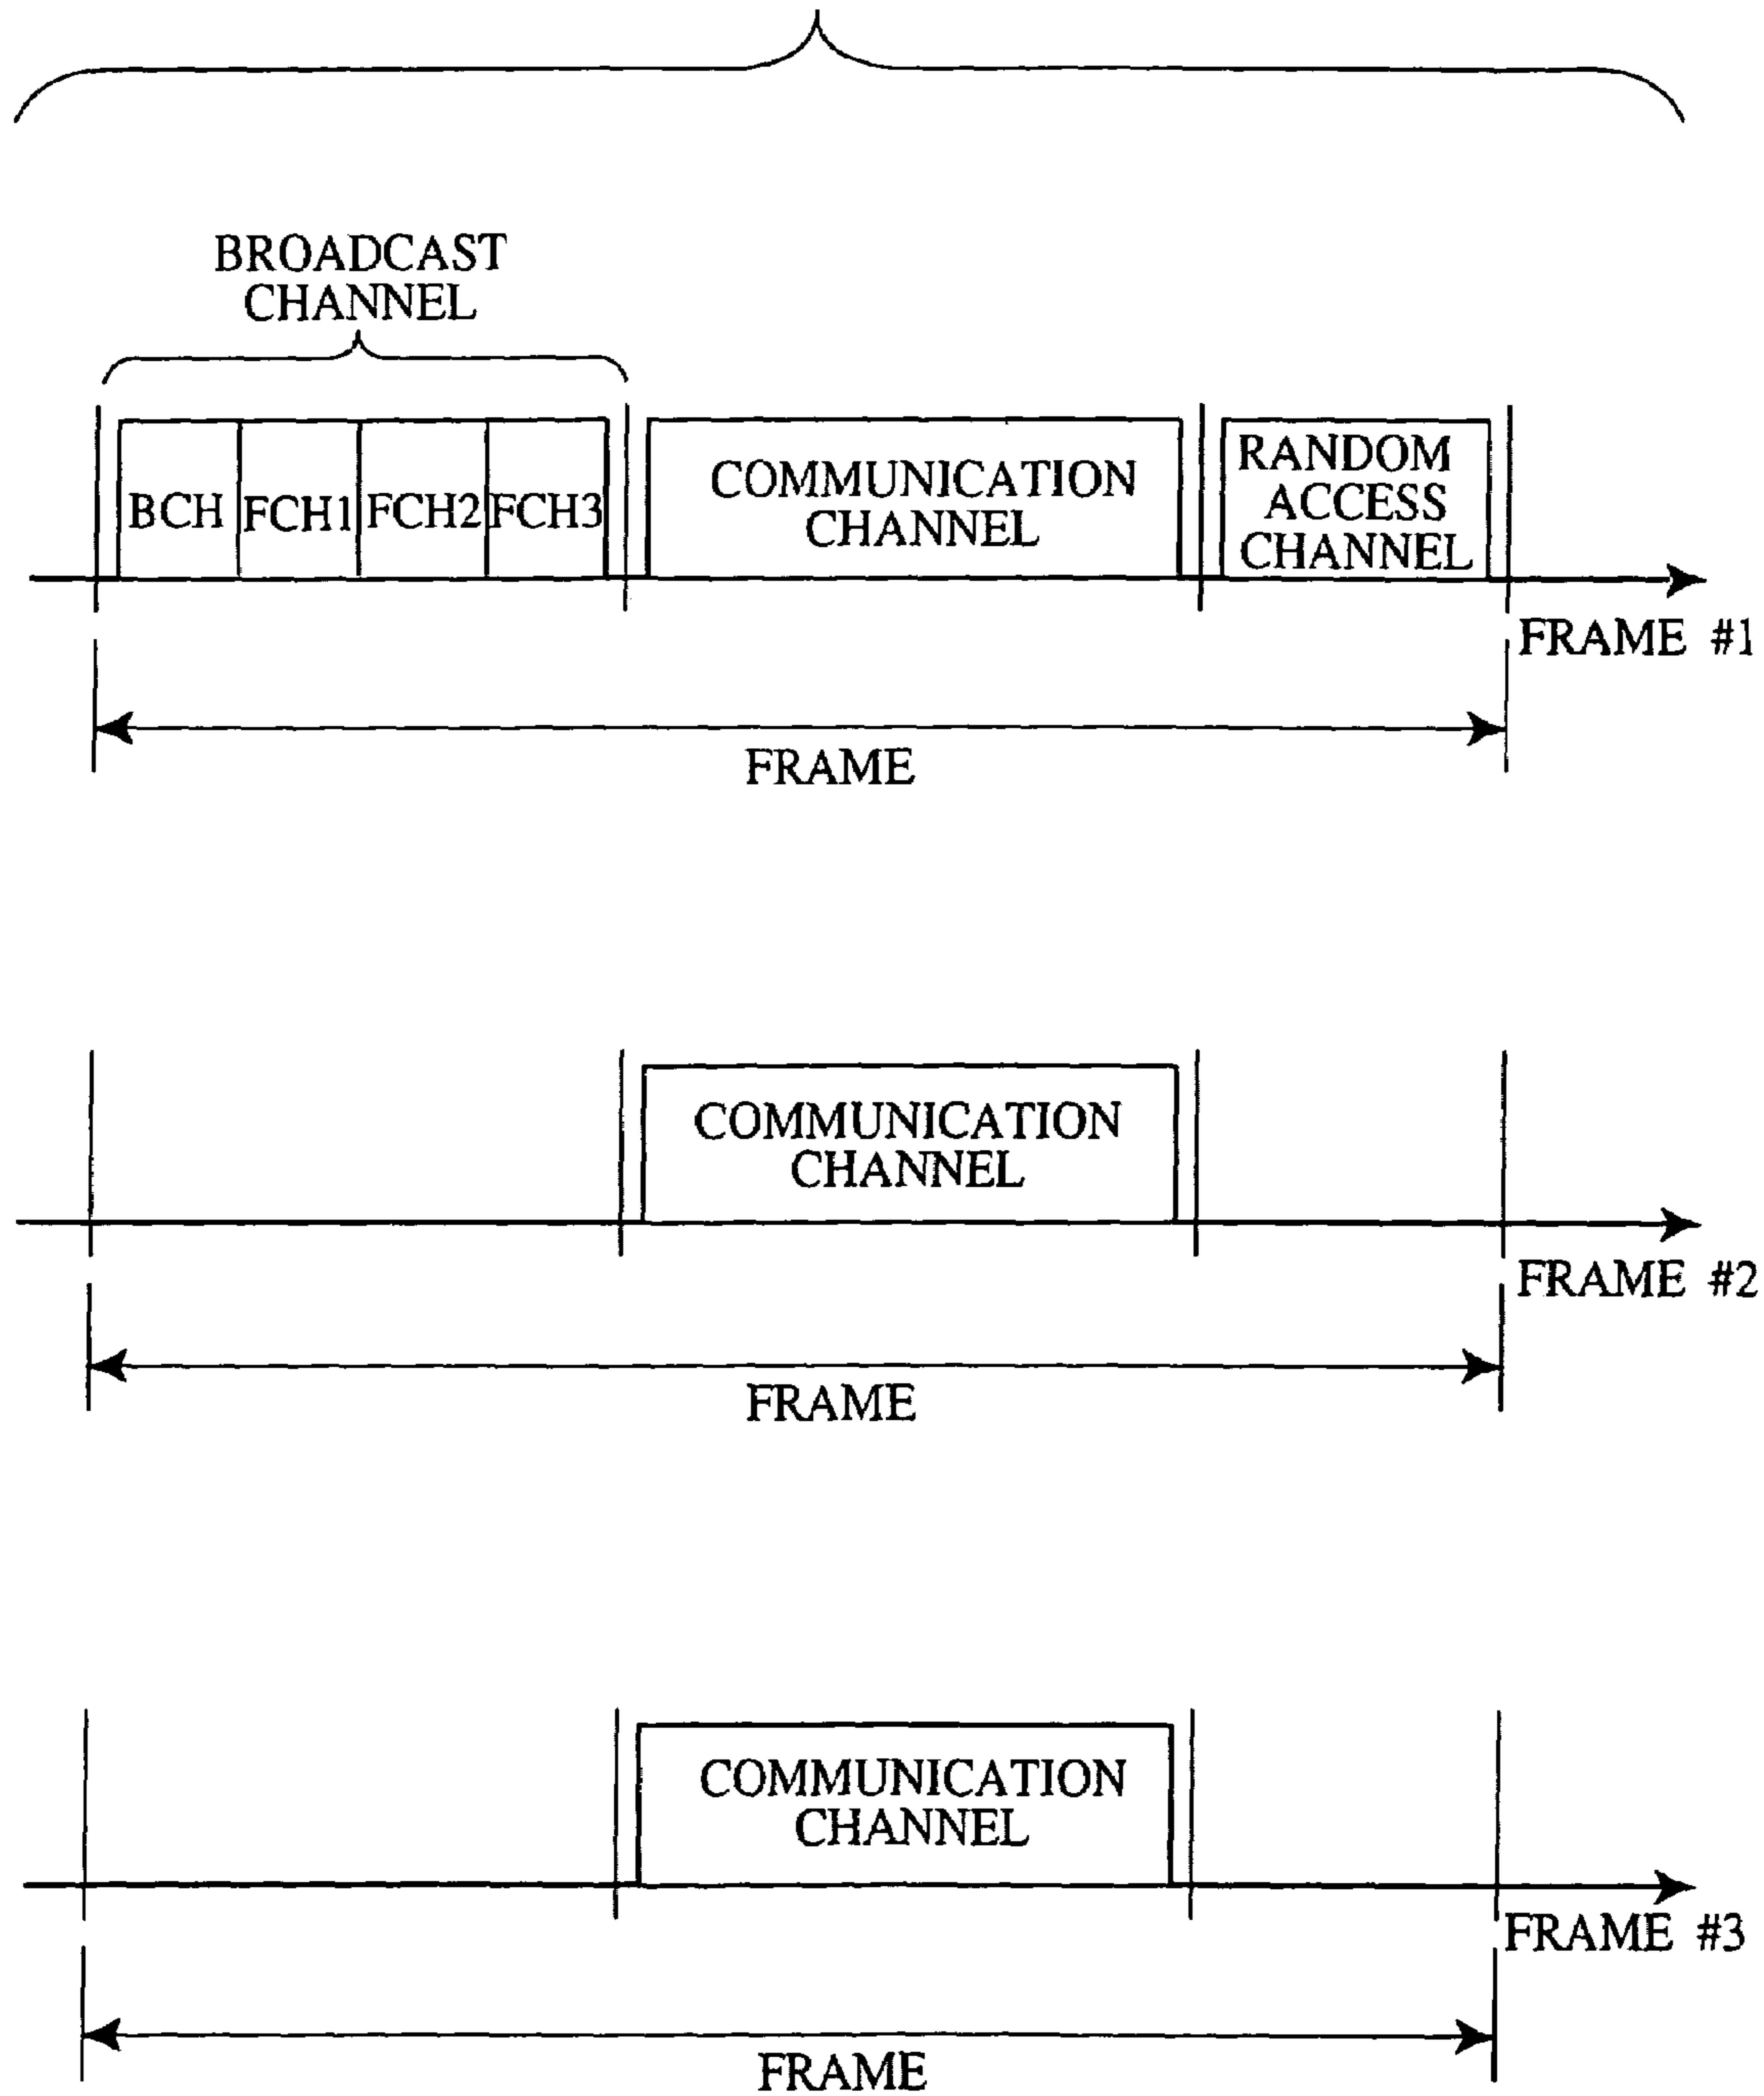 BROADCAST
CHANNEL
BCH FCH1 FCH2 FCH3
COMMUNICATION
CHANNEL
RANDOM
ACCESS
CHANNEL
FRAME #1
FRAME
COMMUNICATION
CHANNEL
FRAME #2
FRAME
COMMUNICATION
CHANNEL
FRAME #3
FRAME